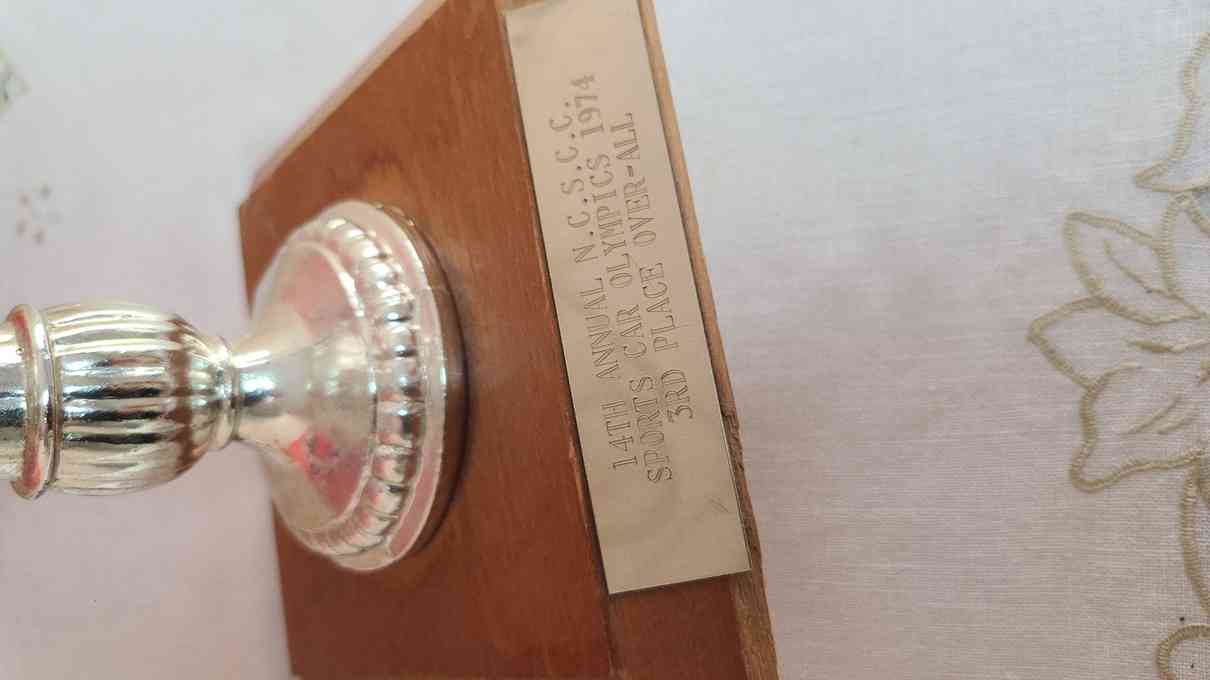 14TH ANNUAL N.C.S.C.C.
SPORTS CAR OLYMPICS 1974
3RD PLACE OVER-ALL